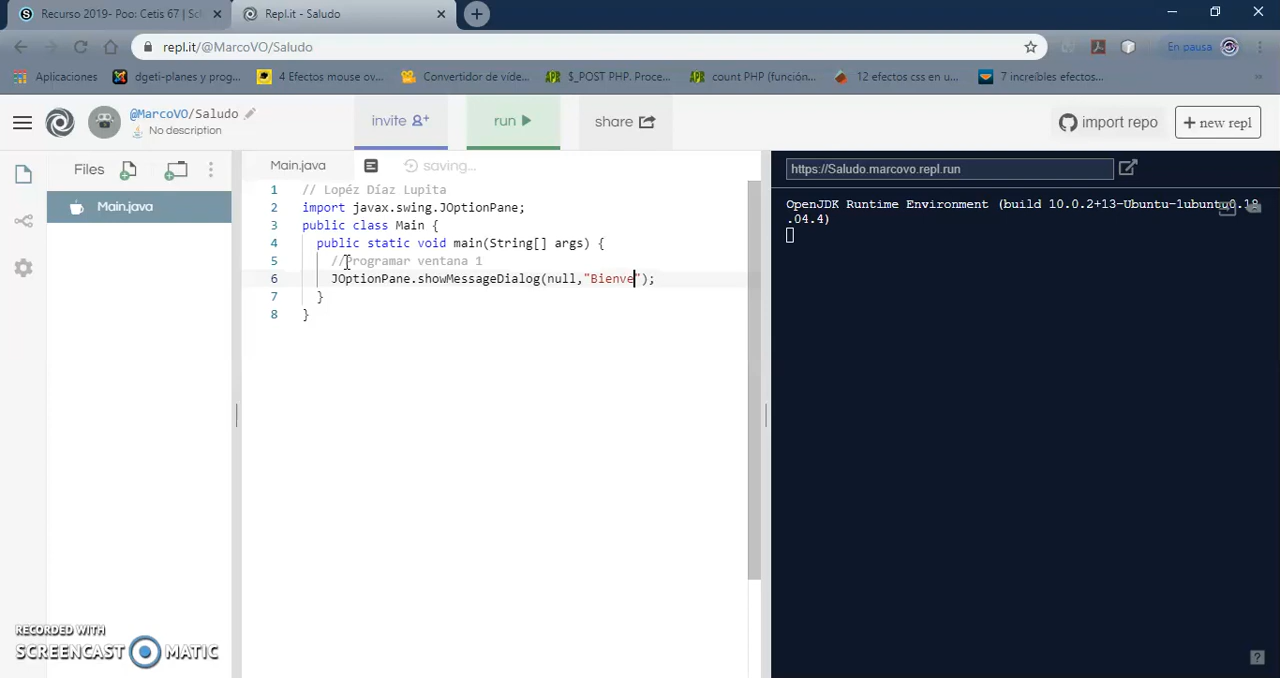 Recurso 2019- Poo: Cetis 67 | Sc
Repl.it - Saludo
repl.it/@MarcoVO/Saludo
En pausa
Aplicaciones
dgeti-planes y prog...
4 Efectos mouse ov...
Convertidor de víde...
$_POST PHP. Proce...
count PHP (función...
12 efectos css en u...
7 increíbles efectos...
@MarcoVO/Saludo
No description
invite
run
share
import repo
+ new repl
Files
Main.java
Main.java
saving...
https://Saludo.marcovo.repl.run
1 // Lopéz Díaz Lupita
2 import javax.swing.JOptionPane;
3 public class Main {
4 public static void main(String[] args) {
5 //Programar ventana 1
6 JOptionPane.showMessageDialog(null,"Bienve");
7 }
8 }
OpenJDK Runtime Environment (build 10.0.2+13-Ubuntu-1ubuntu0.18
.04.4)
RECORDED WITH
SCREENCAST MATIC
?